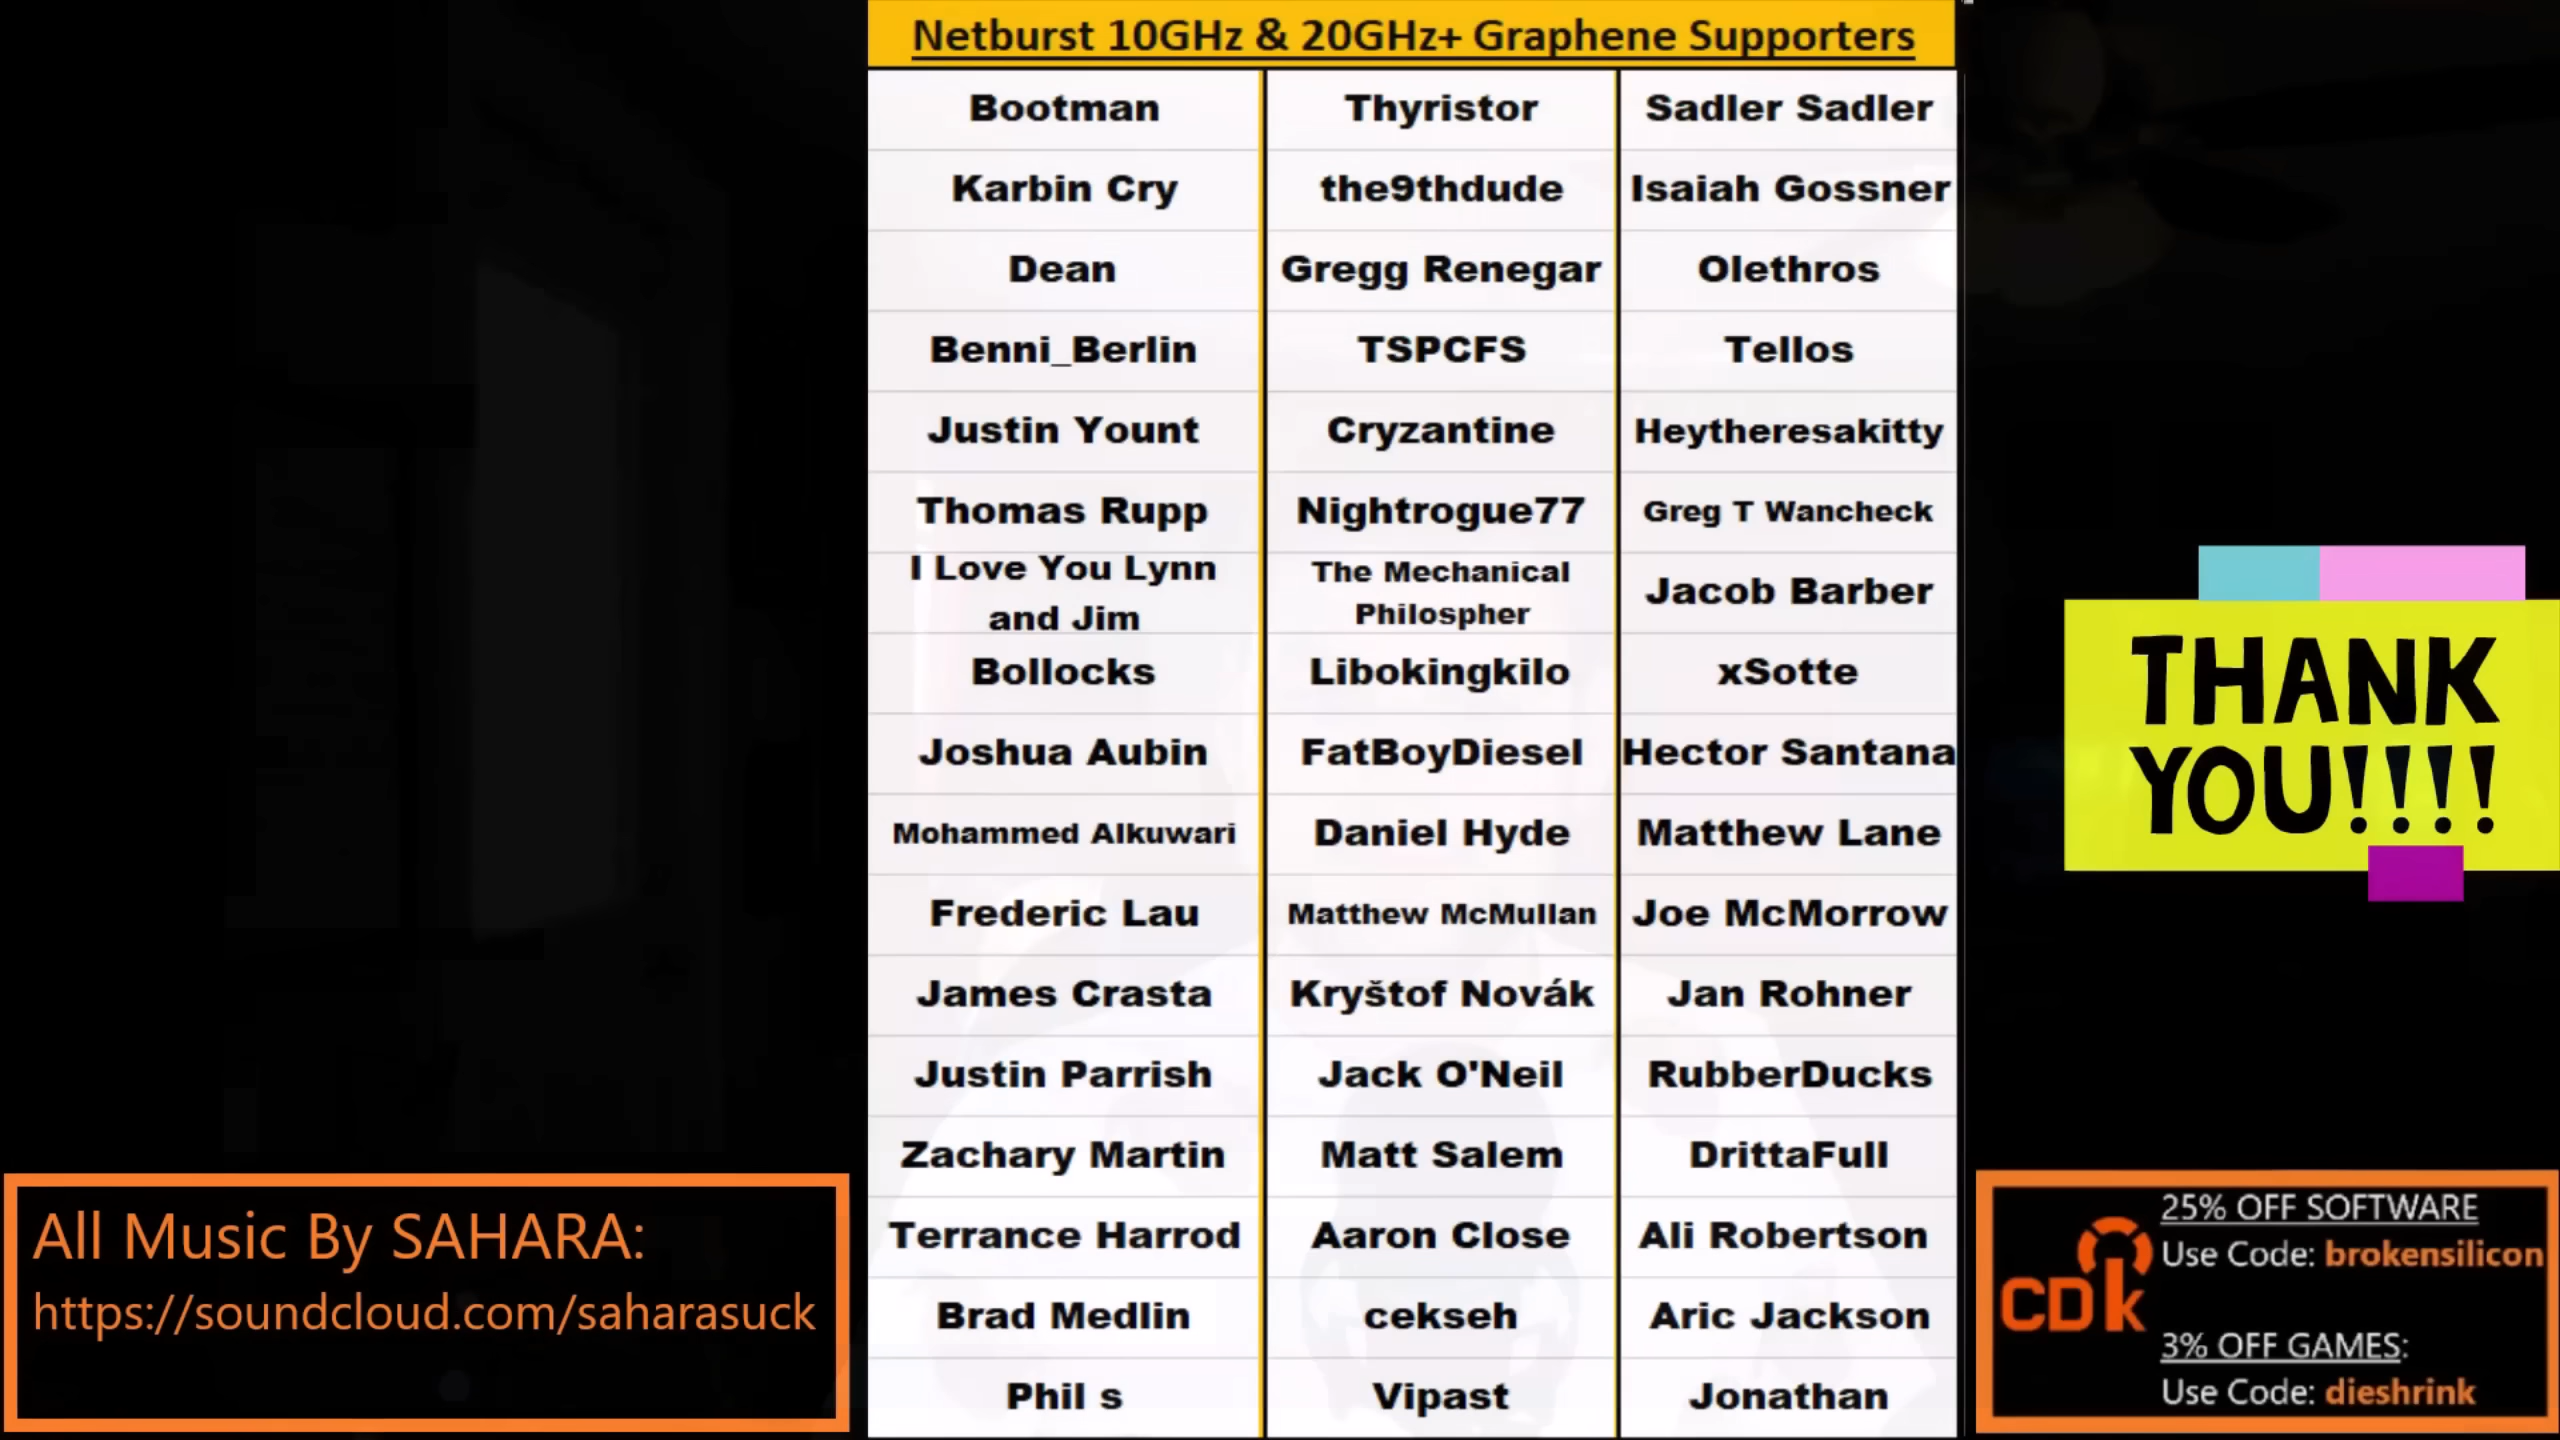 Netburst 10GHz & 20GHz+ Graphene Supporters
Bootman Thyristor Sadler Sadler
Karbin Cry the9thdude Isaiah Gossner
Dean Gregg Renegar Olethros
Benni_Berlin TSPCFS Tellos
Justin Yount Cryzantine Heytheresakitty
Thomas Rupp Nightrogue77 Greg T Wancheck
I Love You Lynn
and Jim
The Mechanical
Philospher
Jacob Barber
Bollocks Libokingkilo xSotte
Joshua Aubin FatBoyDiesel Hector Santana
Mohammed Alkuwari Daniel Hyde Matthew Lane
Frederic Lau Matthew McMullan Joe McMorrow
James Crasta Kryštof Novák Jan Rohner
Justin Parrish Jack O'Neil RubberDucks
Zachary Martin Matt Salem DrittaFull
Terrance Harrod Aaron Close Ali Robertson
Brad Medlin cekseh Aric Jackson
Phil s Vipast Jonathan
THANK
YOU!!!!
All Music By SAHARA:
https://soundcloud.com/saharasuck
CDk
25% OFF SOFTWARE
Use Code: brokensilicon
3% OFF GAMES:
Use Code: dieshrink